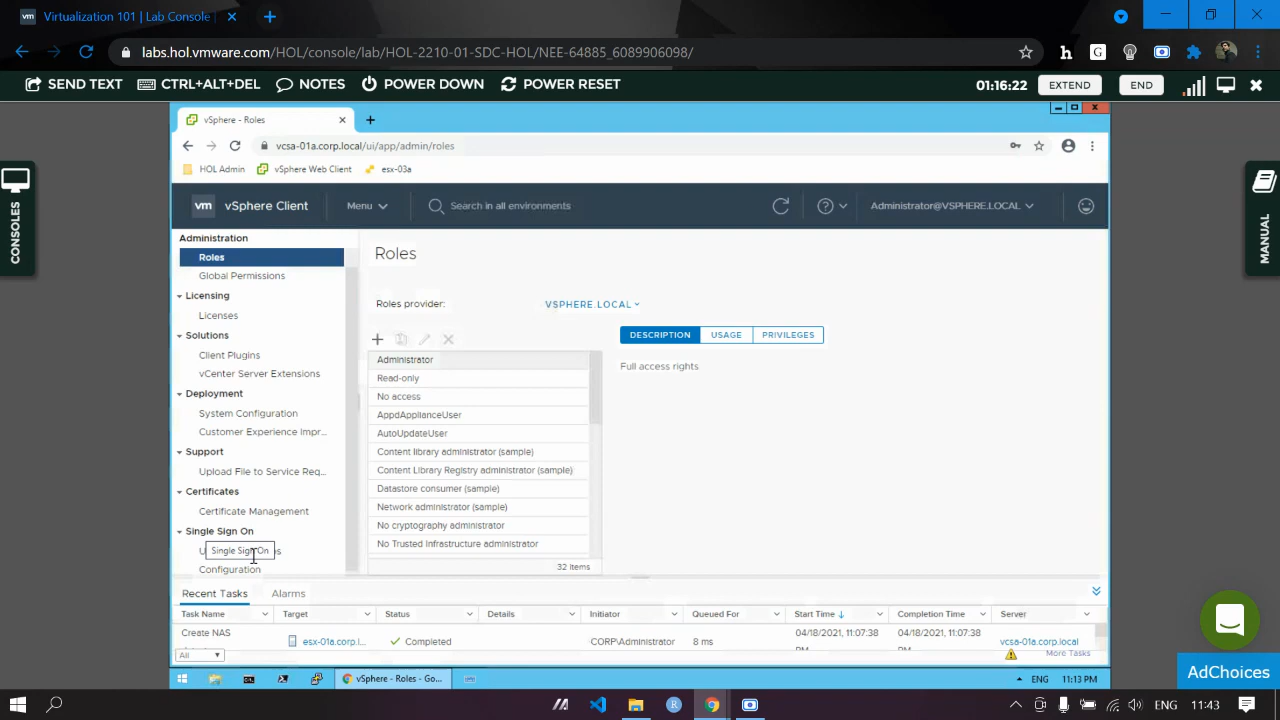 vm Virtualization 101 | Lab Console
labs.hol.vmware.com/HOL/console/lab/HOL-2210-01-SDC-HOL/NEE-64885_6089906098/
SEND TEXT CTRL+ALT+DEL NOTES POWER DOWN POWER RESET 01:16:22 EXTEND END
vSphere - Roles
vcsa-01a.corp.local/ui/app/admin/roles
HOL Admin vSphere Web Client esx-03a
vm vSphere Client Menu Search in all environments Administrator@VSPHERE.LOCAL
CONSOLES
MANUAL
Administration
Roles
Global Permissions
Licensing
Licenses
Solutions
Client Plugins
vCenter Server Extensions
Deployment
System Configuration
Customer Experience Impr...
Support
Upload File to Service Req...
Certificates
Certificate Management
Single Sign On
Single Sign On
Configuration
Roles
Roles provider: VSPHERE.LOCAL
Administrator
Read-only
No access
AppdApplianceUser
AutoUpdateUser
Content library administrator (sample)
Content Library Registry administrator (sample)
Datastore consumer (sample)
Network administrator (sample)
No cryptography administrator
No Trusted Infrastructure administrator
32 items
DESCRIPTION USAGE PRIVILEGES
Full access rights
Recent Tasks Alarms
Task Name Target Status Details Initiator Queued For Start Time Completion Time Server
Create NAS esx-01a.corp.l... Completed CORP\Administrator 8 ms 04/18/2021, 11:07:38 PM 04/18/2021, 11:07:38 PM vcsa-01a.corp.local
All More Tasks
vSphere - Roles - Go... ENG 11:13 PM
AdChoices
ENG 11:43